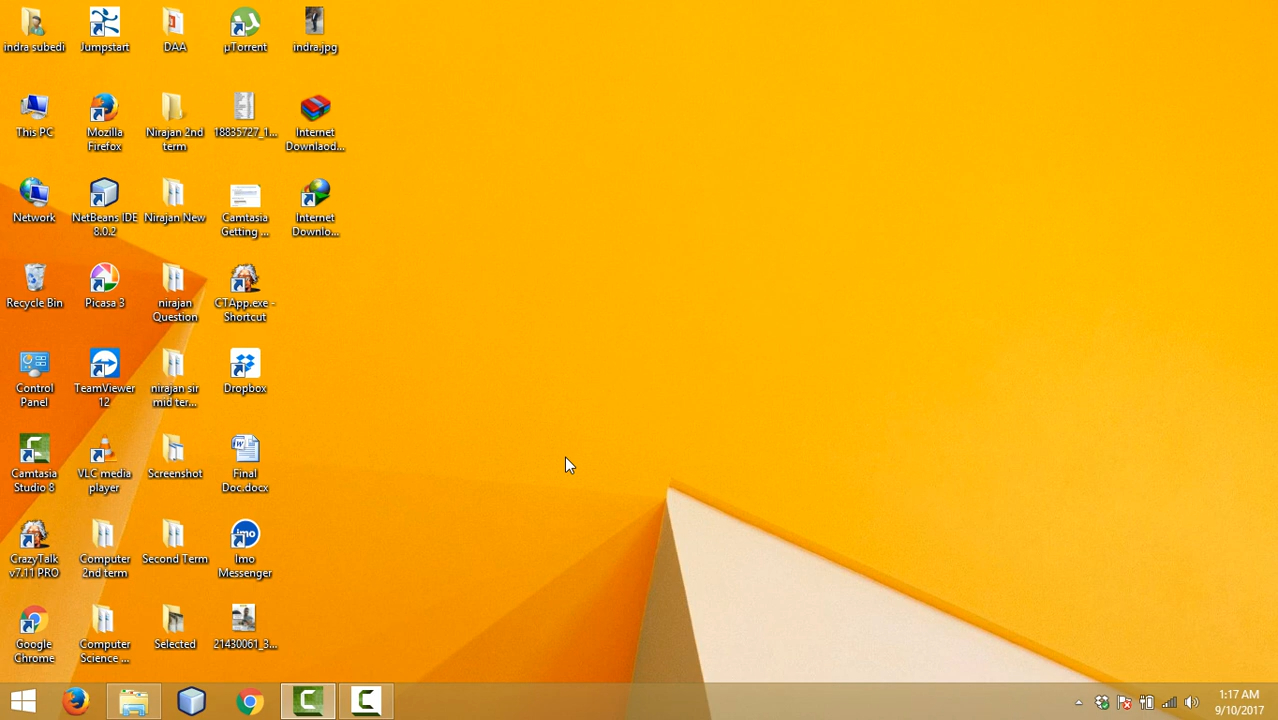 indra subedi
Jumpstart
DAA
µTorrent
indra.jpg
This PC
Mozilla
Firefox
Nirajan 2nd
term
18835727_1...
Internet
Downlaod...
Network
NetBeans IDE
8.0.2
Nirajan New
Camtasia
Getting ...
Internet
Downlo...
Recycle Bin
Picasa 3
nirajan
Question
CTApp.exe -
Shortcut
Control
Panel
TeamViewer
12
nirajan sir
mid ter...
Dropbox
Camtasia
Studio 8
VLC media
player
Screenshot
Final
Doc.docx
CrazyTalk
v7.11 PRO
Computer
2nd term
Second Term
imo
Imo
Messenger
Google
Chrome
Computer
Science ...
Selected
21430061_3...
1:17 AM
9/10/2017